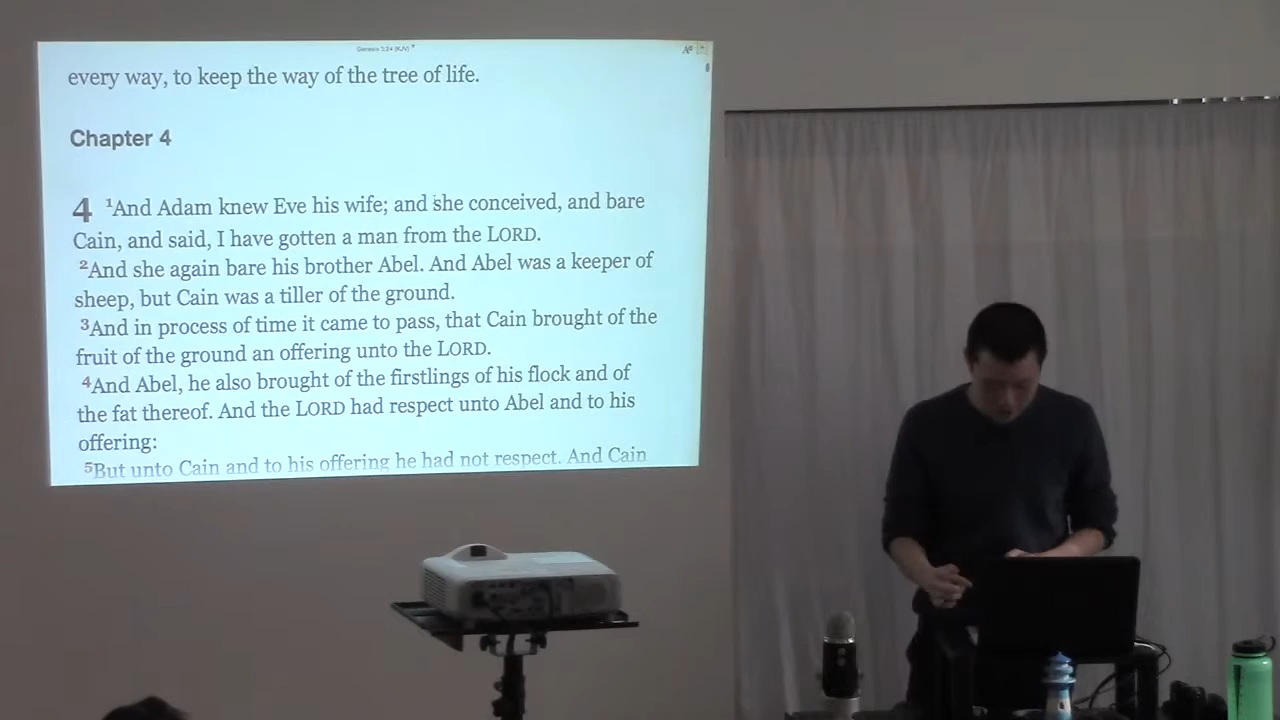 Genesis 3:24 (KJV)
every way, to keep the way of the tree of life.
Chapter 4
4 1And Adam knew Eve his wife; and she conceived, and bare
Cain, and said, I have gotten a man from the LORD.
2And she again bare his brother Abel. And Abel was a keeper of
sheep, but Cain was a tiller of the ground.
3And in process of time it came to pass, that Cain brought of the
fruit of the ground an offering unto the LORD.
4And Abel, he also brought of the firstlings of his flock and of
the fat thereof. And the LORD had respect unto Abel and to his
offering:
5But unto Cain and to his offering he had not respect. And Cain